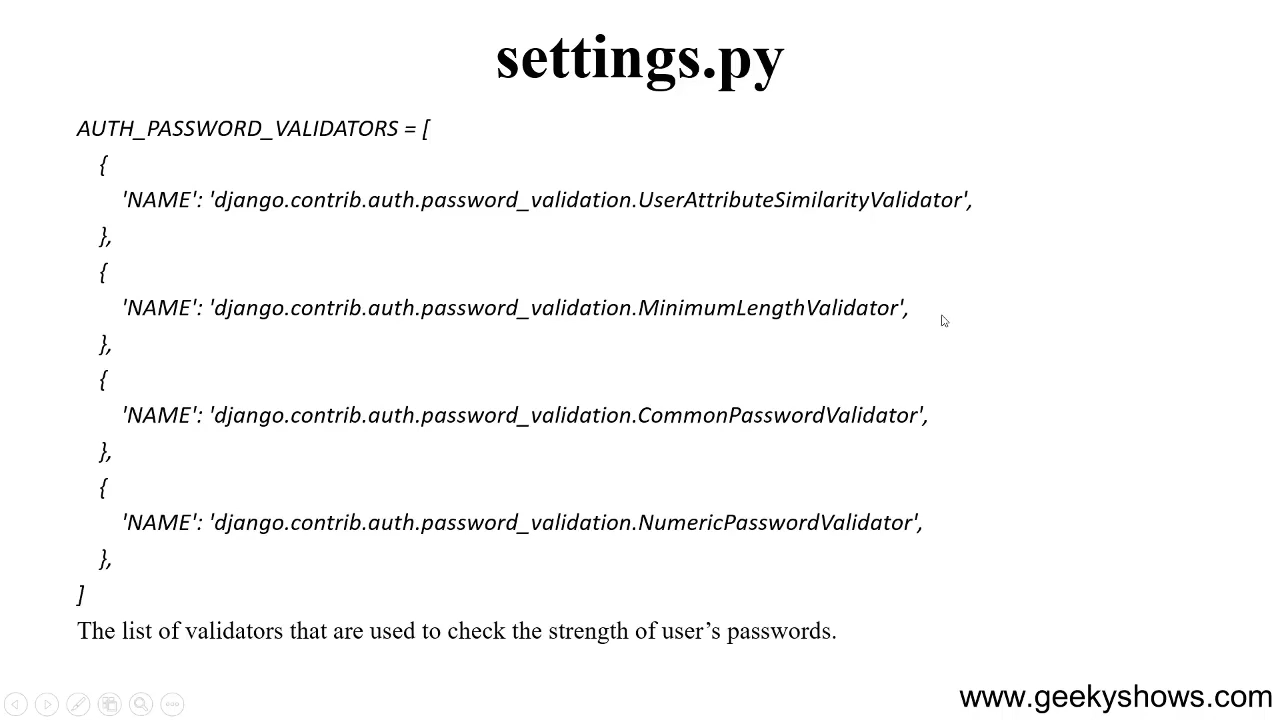 settings.py
AUTH_PASSWORD_VALIDATORS = [
{
'NAME': 'django.contrib.auth.password_validation.UserAttributeSimilarityValidator',
},
{
'NAME': 'django.contrib.auth.password_validation.MinimumLengthValidator',
},
{
'NAME': 'django.contrib.auth.password_validation.CommonPasswordValidator',
},
{
'NAME': 'django.contrib.auth.password_validation.NumericPasswordValidator',
},
]
The list of validators that are used to check the strength of user’s passwords.
www.geekyshows.com